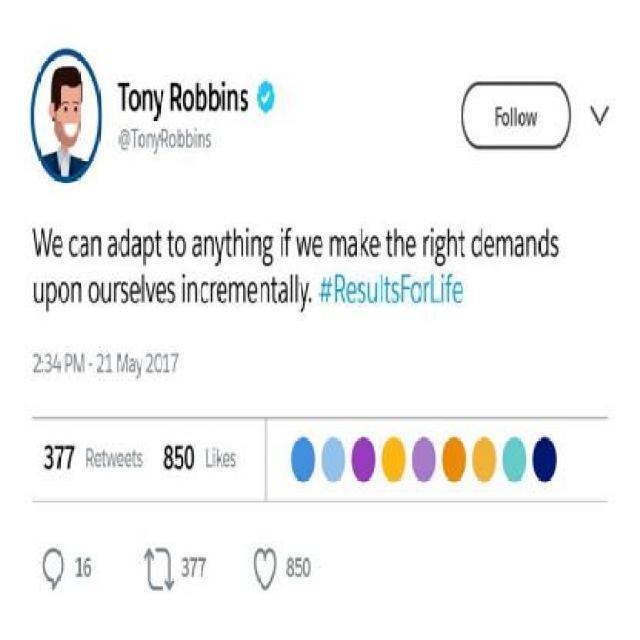 Tony Robbins
@TonyRobbins
Follow
We can adapt to anything if we make the right demands
upon ourselves incrementally. #ResultsForLife
2:34 PM - 21 May 2017
377 Retweets 850 Likes
16 377 850